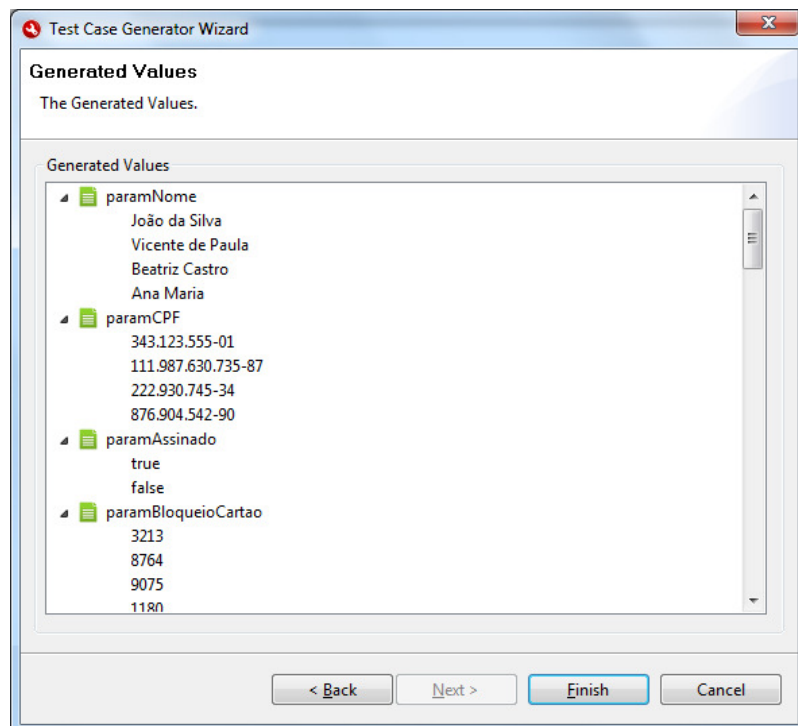 Test Case Generator Wizard
Generated Values
The Generated Values.
Generated Values
paramNome
João da Silva
Vicente de Paula
Beatriz Castro
Ana Maria
paramCPF
343.123.555-01
111.987.630.735-87
222.930.745-34
876.904.542-90
paramAssinado
true
false
paramBloqueioCartao
3213
8764
9075
1180
< Back
Next >
Finish
Cancel